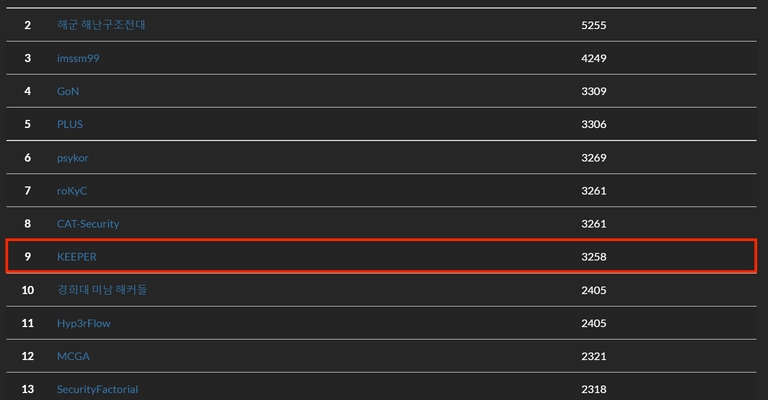 2 해군 해난구조전대 5255
3 imssm99 4249
4 GoN 3309
5 PLUS 3306
6 psykor 3269
7 roKyC 3261
8 CAT-Security 3261
9 KEEPER 3258
10 경희대 미남 해커들 2405
11 Hyp3rFlow 2405
12 MCGA 2321
13 SecurityFactorial 2318